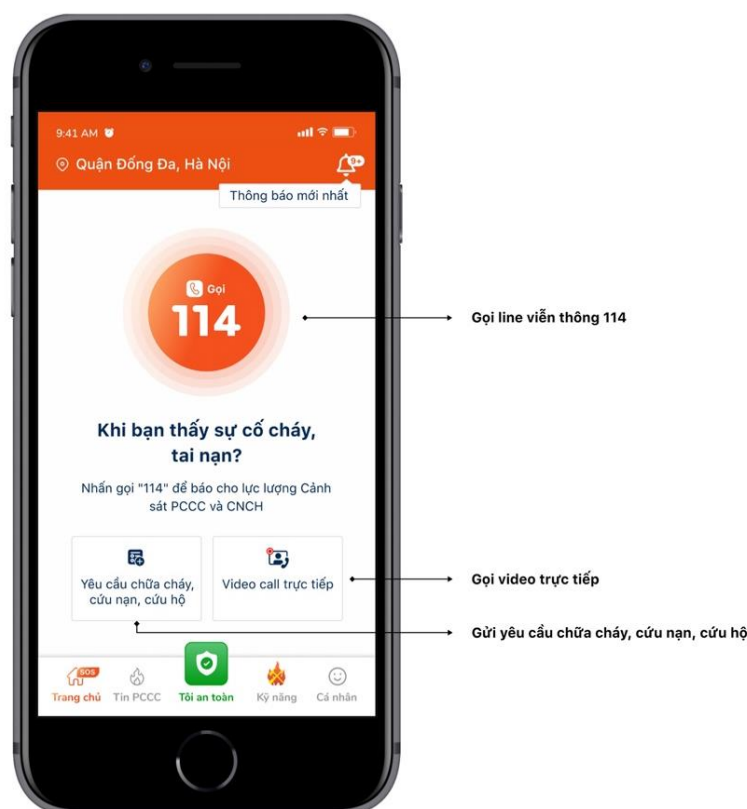 9:41 AM
Quận Đống Đa, Hà Nội
9+
Thông báo mới nhất
Gọi
114
Gọi line viễn thông 114
Khi bạn thấy sự cố cháy,
tai nạn?
Nhấn gọi "114" để báo cho lực lượng Cảnh
sát PCCC và CNCH
Yêu cầu chữa cháy,
cứu nạn, cứu hộ
Video call trực tiếp
Gọi video trực tiếp
Gửi yêu cầu chữa cháy, cứu nạn, cứu hộ
SOS
Trang chủ
Tin PCCC
Tôi an toàn
Kỹ năng
Cá nhân